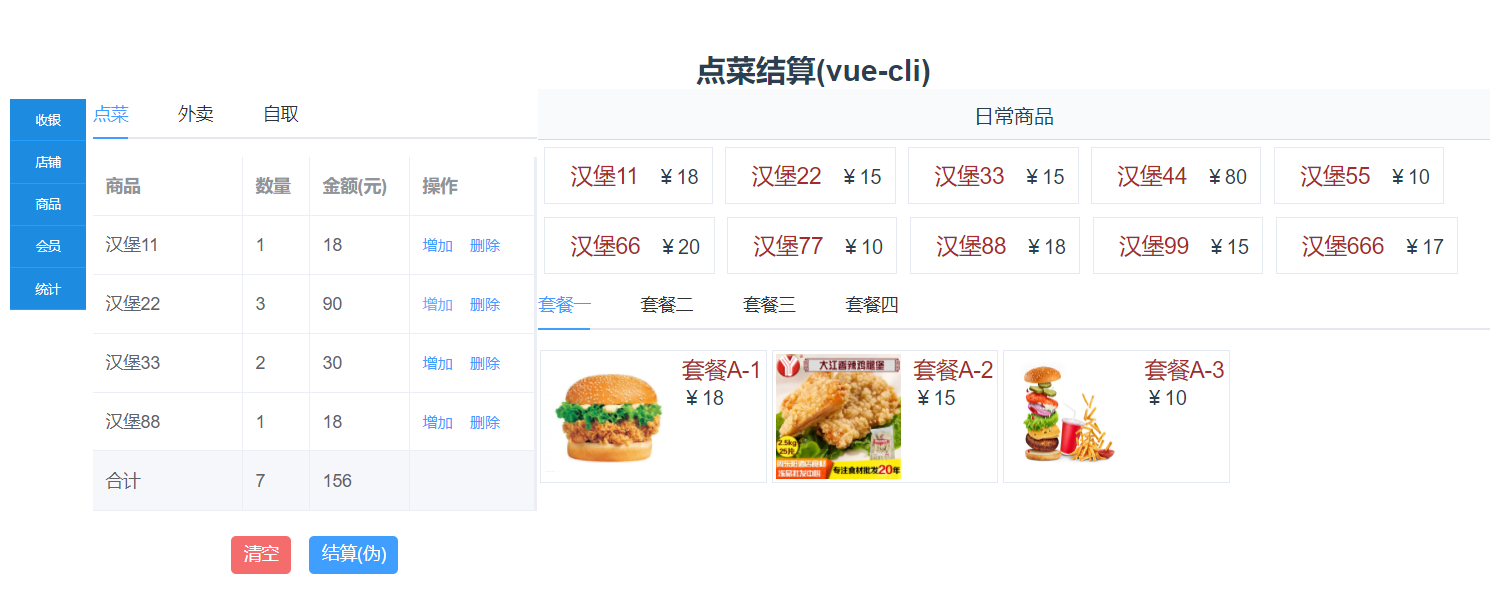 点菜结算(vue-cli)
收银
店铺
商品
会员
统计
点菜 外卖 自取
商品 数量 金额(元) 操作
汉堡11 1 18 增加 删除
汉堡22 3 90 增加 删除
汉堡33 2 30 增加 删除
汉堡88 1 18 增加 删除
合计 7 156
清空 结算(伪)
日常商品
汉堡11 ¥18 汉堡22 ¥15 汉堡33 ¥15 汉堡44 ¥80 汉堡55 ¥10
汉堡66 ¥20 汉堡77 ¥10 汉堡88 ¥18 汉堡99 ¥15 汉堡666 ¥17
套餐一 套餐二 套餐三 套餐四
套餐A-1
¥18
大江香辣鸡腿堡
2.5kg
25片
专注食材批发20年
套餐A-2
¥15
套餐A-3
¥10